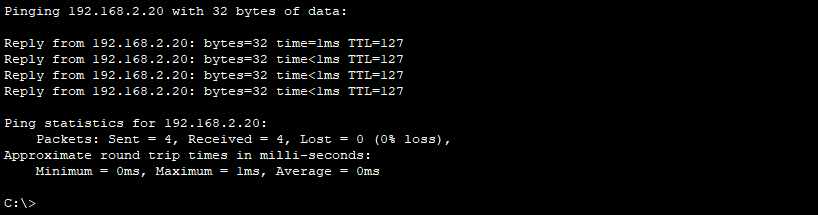 Pinging 192.168.2.20 with 32 bytes of data:
Reply from 192.168.2.20: bytes=32 time=1ms TTL=127
Reply from 192.168.2.20: bytes=32 time<1ms TTL=127
Reply from 192.168.2.20: bytes=32 time<1ms TTL=127
Reply from 192.168.2.20: bytes=32 time<1ms TTL=127
Ping statistics for 192.168.2.20:
Packets: Sent = 4, Received = 4, Lost = 0 (0% loss),
Approximate round trip times in milli-seconds:
Minimum = 0ms, Maximum = 1ms, Average = 0ms
C:\>